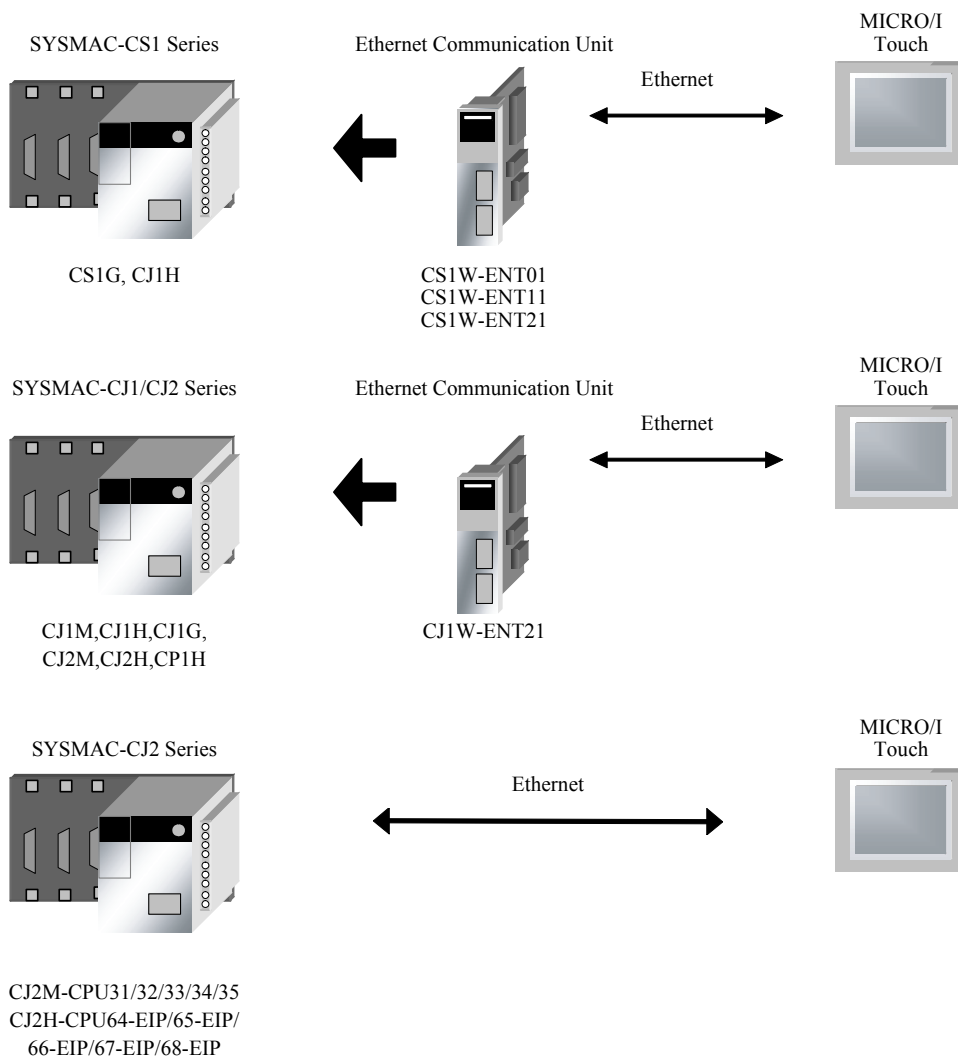 SYSMAC-CS1 Series
Ethernet Communication Unit
MICRO/I
Touch
Ethernet
CS1G, CJ1H
CS1W-ENT01
CS1W-ENT11
CS1W-ENT21
SYSMAC-CJ1/CJ2 Series
Ethernet Communication Unit
MICRO/I
Touch
Ethernet
CJ1M,CJ1H,CJ1G,
CJ2M,CJ2H,CP1H
CJ1W-ENT21
SYSMAC-CJ2 Series
MICRO/I
Touch
Ethernet
CJ2M-CPU31/32/33/34/35
CJ2H-CPU64-EIP/65-EIP/
66-EIP/67-EIP/68-EIP